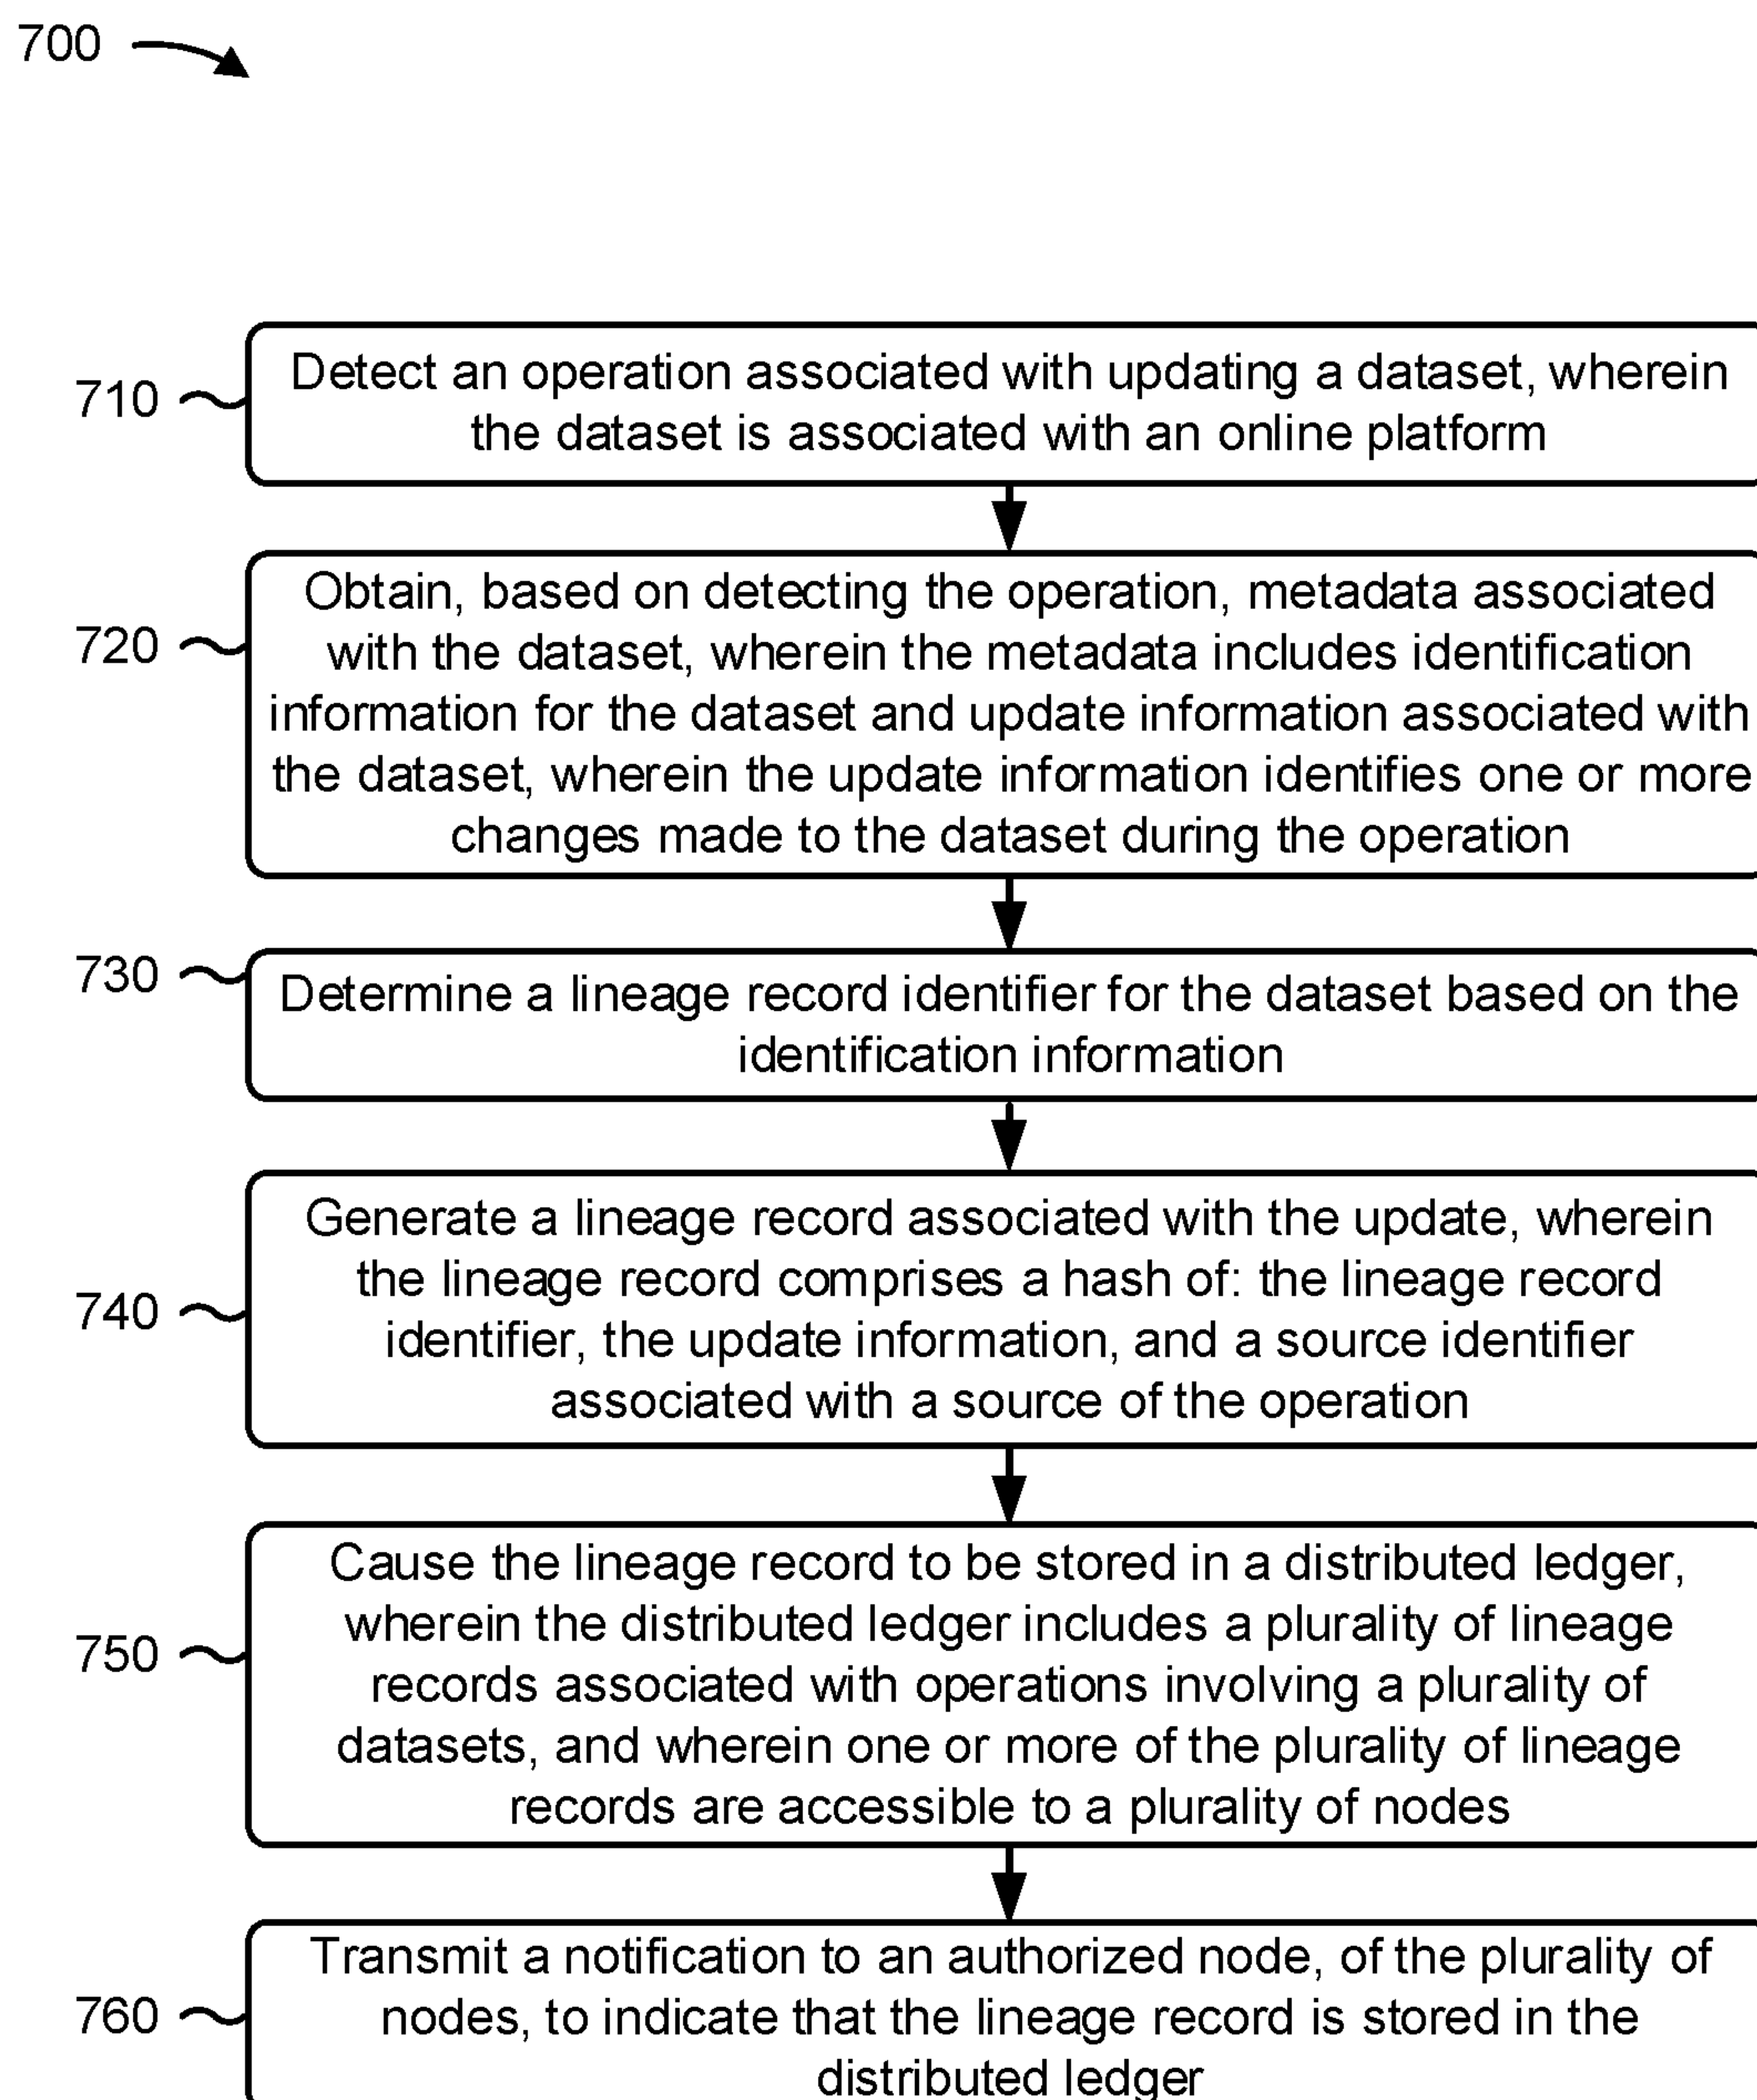 700
710
Detect an operation associated with updating a dataset, wherein
the dataset is associated with an online platform
720
Obtain, based on detecting the operation, metadata associated
with the dataset, wherein the metadata includes identification
information for the dataset and update information associated with
the dataset, wherein the update information identifies one or more
changes made to the dataset during the operation
730
Determine a lineage record identifier for the dataset based on the
identification information
740
Generate a lineage record associated with the update, wherein
the lineage record comprises a hash of: the lineage record
identifier, the update information, and a source identifier
associated with a source of the operation
750
Cause the lineage record to be stored in a distributed ledger,
wherein the distributed ledger includes a plurality of lineage
records associated with operations involving a plurality of
datasets, and wherein one or more of the plurality of lineage
records are accessible to a plurality of nodes
760
Transmit a notification to an authorized node, of the plurality of
nodes, to indicate that the lineage record is stored in the
distributed ledger